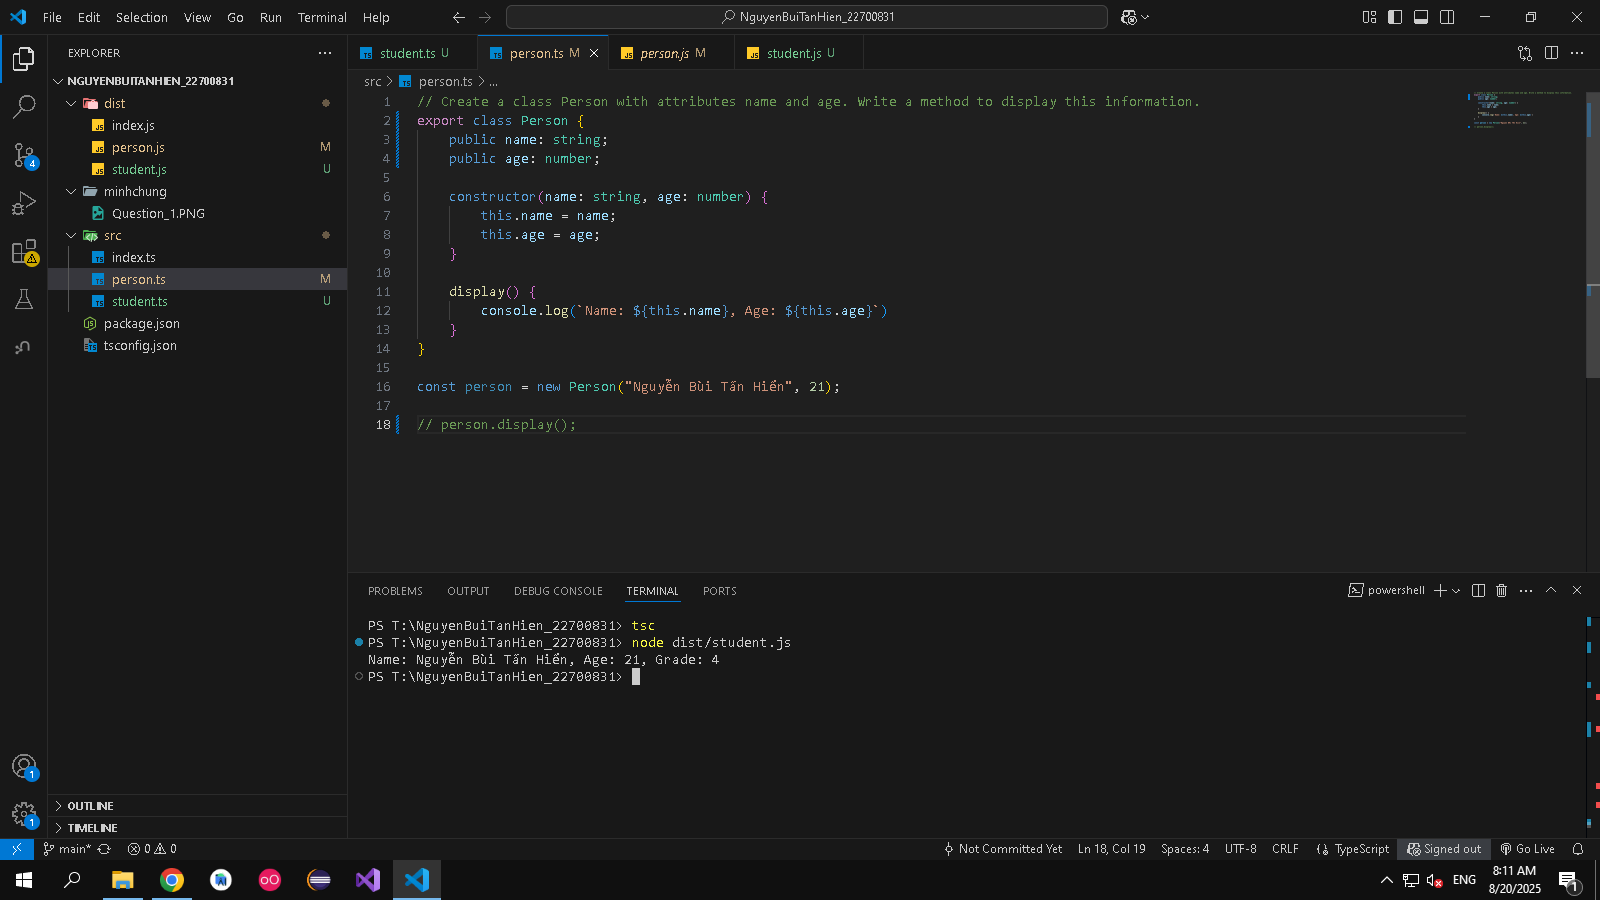 File Edit Selection View Go Run Terminal Help
NguyenBuiTanHien_22700831
EXPLORER
NGUYENBUITANHIEN_22700831
dist
index.js
person.js M
student.js U
minhchung
Question_1.PNG
src
index.ts
person.ts M
student.ts U
package.json
tsconfig.json
OUTLINE
TIMELINE
student.ts U person.ts M person.js M student.js U
src > person.ts > ...
1 // Create a class Person with attributes name and age. Write a method to display this information.
2 export class Person {
3 public name: string;
4 public age: number;
5
6 constructor(name: string, age: number) {
7 this.name = name;
8 this.age = age;
9 }
10
11 display() {
12 console.log(`Name: ${this.name}, Age: ${this.age}`)
13 }
14 }
15
16 const person = new Person("Nguyễn Bùi Tấn Hiển", 21);
17
18 // person.display();
PROBLEMS OUTPUT DEBUG CONSOLE TERMINAL PORTS
powershell
PS T:\NguyenBuiTanHien_22700831> tsc
PS T:\NguyenBuiTanHien_22700831> node dist/student.js
Name: Nguyễn Bùi Tấn Hiển, Age: 21, Grade: 4
PS T:\NguyenBuiTanHien_22700831>
4
1
1
main* 0 0
Not Committed Yet Ln 18, Col 19 Spaces: 4 UTF-8 CRLF TypeScript Signed out Go Live
ENG
8:11 AM
8/20/2025
1